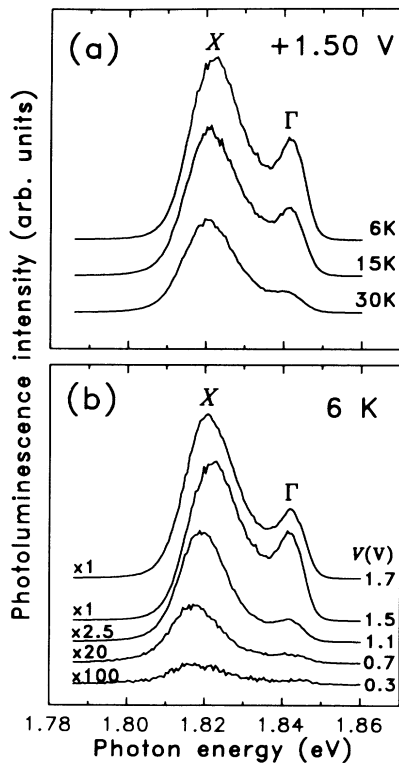 (a) X +1.50 V
Γ
6K
15K
30K
(b) X 6 K
Γ
V(V)
x1 1.7
x1 1.5
x2.5 1.1
x20 0.7
x100 0.3
1.78 1.80 1.82 1.84 1.86
Photon energy (eV)
Photoluminescence intensity (arb. units)